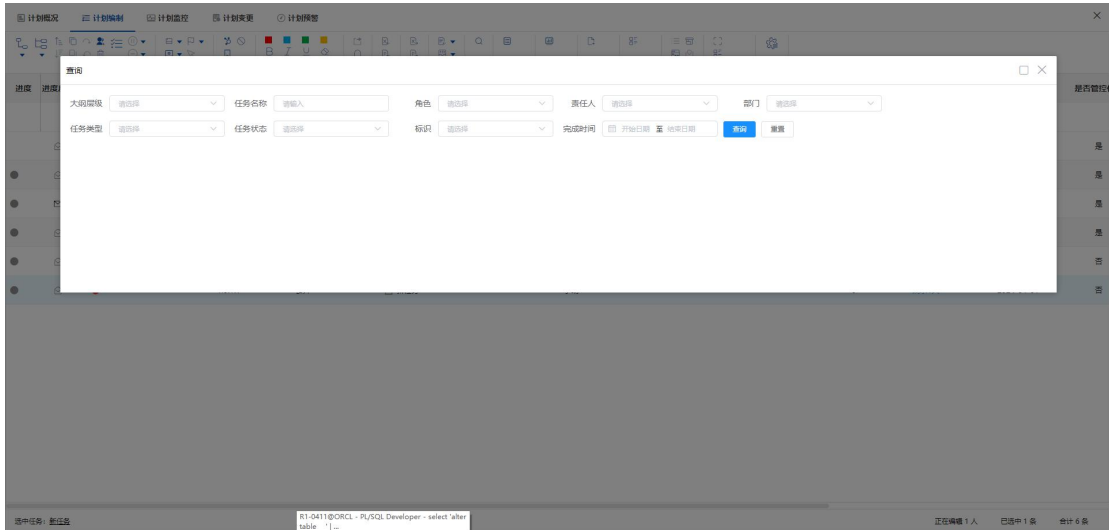 计划概况 计划编制 计划监控 计划变更 计划预警
B I U
查询
进度 是否管控
大纲层级 请选择 任务名称 请输入 角色 请选择 责任人 请选择 部门 请选择
任务类型 请选择 任务状态 请选择 标识 请选择 完成时间 开始日期 至 结束日期 查询 重置
是
是
是
是
否
否
选中任务: 新任务 正在编辑 1 人 已选中 1 条 合计 6 条
R1-0411@ORCL - PL/SQL Developer - select 'alter
table ' | ...